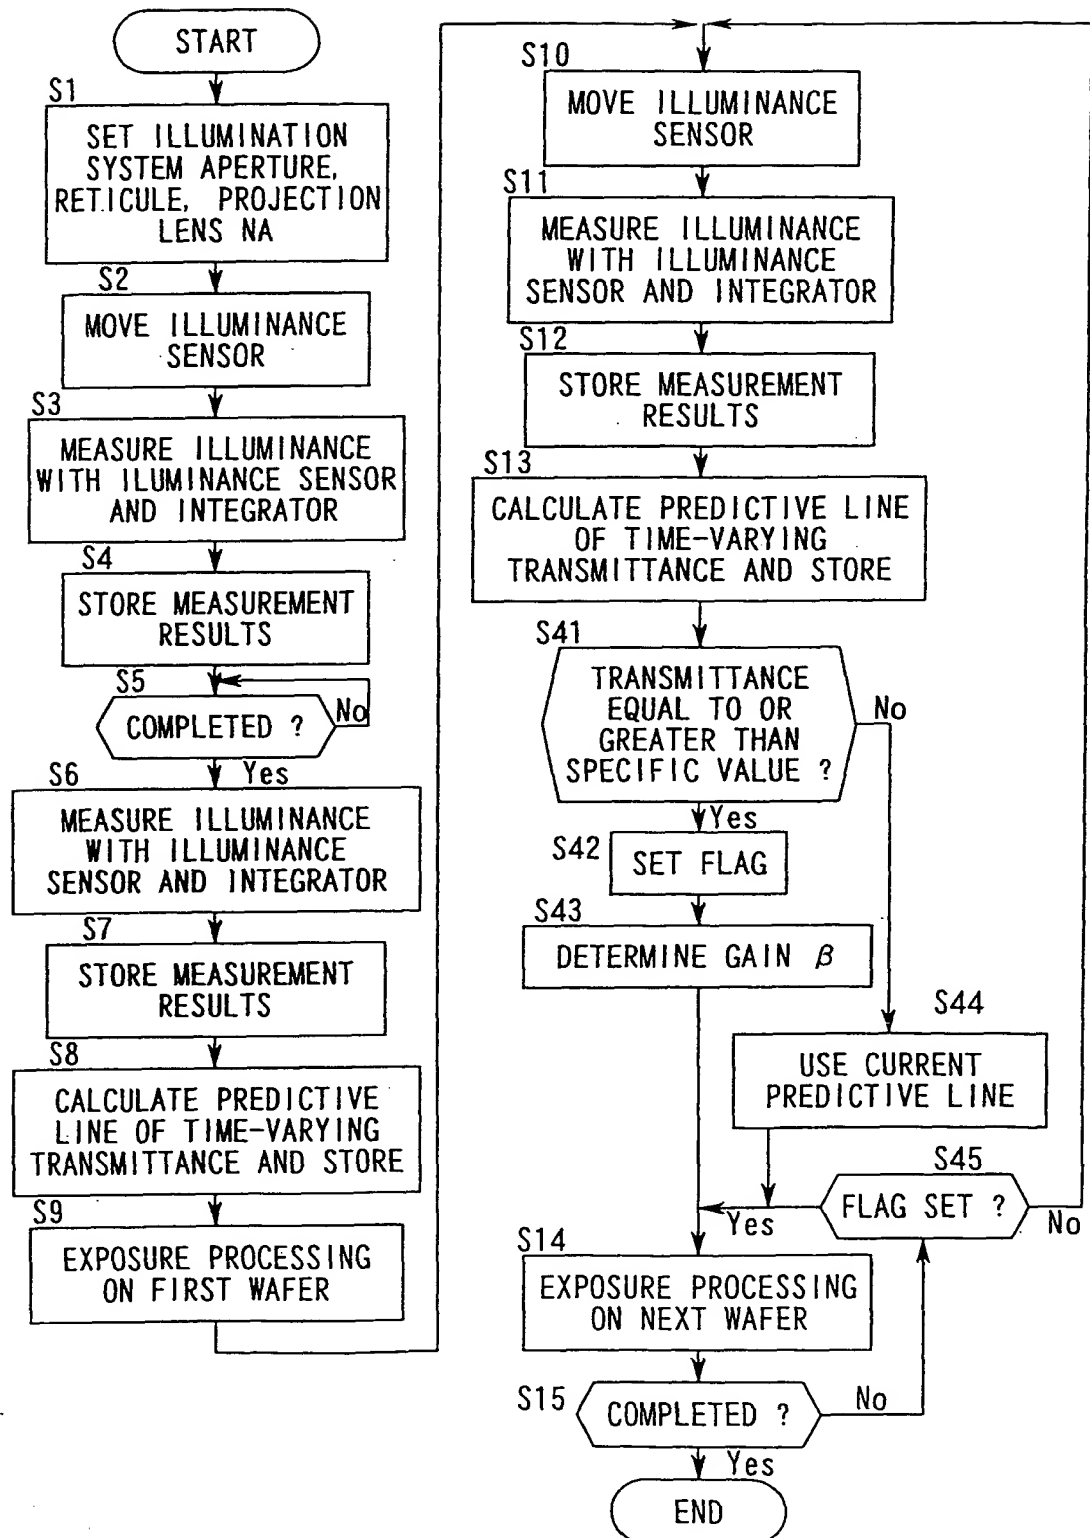 START
S1
SET ILLUMINATION
SYSTEM APERTURE,
RETICULE, PROJECTION
LENS NA
S2
MOVE ILLUMINANCE
SENSOR
S3
MEASURE ILLUMINANCE
WITH ILUMINANCE SENSOR
AND INTEGRATOR
S4
STORE MEASUREMENT
RESULTS
S5
COMPLETED ?
No
Yes
S6
MEASURE ILLUMINANCE
WITH ILLUMINANCE
SENSOR AND INTEGRATOR
S7
STORE MEASUREMENT
RESULTS
S8
CALCULATE PREDICTIVE
LINE OF TIME-VARYING
TRANSMITTANCE AND STORE
S9
EXPOSURE PROCESSING
ON FIRST WAFER
S10
MOVE ILLUMINANCE
SENSOR
S11
MEASURE ILLUMINANCE
WITH ILLUMINANCE
SENSOR AND INTEGRATOR
S12
STORE MEASUREMENT
RESULTS
S13
CALCULATE PREDICTIVE LINE
OF TIME-VARYING
TRANSMITTANCE AND STORE
S41
TRANSMITTANCE
EQUAL TO OR
GREATER THAN
SPECIFIC VALUE ?
No
Yes
S42
SET FLAG
S43
DETERMINE GAIN β
S44
USE CURRENT
PREDICTIVE LINE
S45
FLAG SET ?
Yes
No
S14
EXPOSURE PROCESSING
ON NEXT WAFER
S15
COMPLETED ?
No
Yes
END